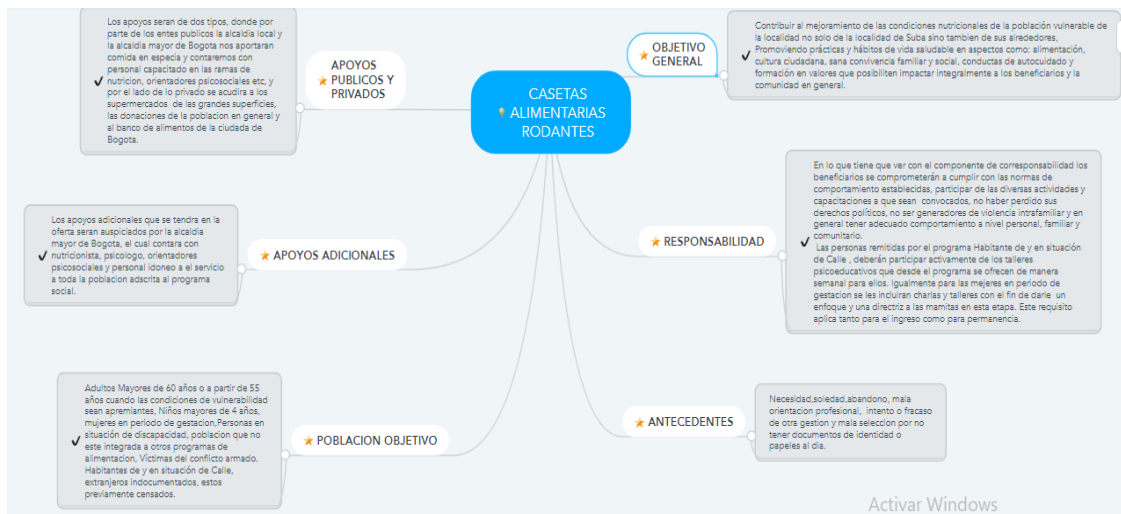 CASETAS
ALIMENTARIAS
RODANTES
APOYOS
PUBLICOS Y
PRIVADOS
Los apoyos seran de dos tipos, donde por
parte de los entes publicos la alcaldia local y
la alcaldia mayor de Bogota nos aportaran
comida en especia y contaremos con
personal capacitado en las ramas de
nutricion, orientadores psicosociales etc, y
por el lado de lo privado se acudira a los
supermercados de las grandes superficies,
las donaciones de la poblacion en general y
al banco de alimentos de la ciudada de
Bogota.
APOYOS ADICIONALES
Los apoyos adicionales que se tendra en la
oferta seran auspiciados por la alcaldia
mayor de Bogota, el cual contara con
nutricionista, psicologo, orientadores
psicosociales y personal idoneo a el servicio
a toda la poblacion adscrita al programa
social.
POBLACION OBJETIVO
Adultos Mayores de 60 años o a partir de 55
años cuando las condiciones de vulnerabilidad
sean apremiantes, Niños mayores de 4 años,
mujeres en periodo de gestacion,Personas en
situación de discapacidad, poblacion que no
este integrada a otros programas de
alimentacion, Víctimas del conflicto armado.
Habitantes de y en situación de Calle,
extranjeros indocumentados, estos
previamente censados.
OBJETIVO
GENERAL
Contribuir al mejoramiento de las condiciones nutricionales de la población vulnerable de
la localidad no solo de la localidad de Suba sino tambien de sus alrededores,
Promoviendo prácticas y hábitos de vida saludable en aspectos como: alimentación,
cultura ciudadana, sana convivencia familiar y social, conductas de autocuidado y
formación en valores que posibiliten impactar integralmente a los beneficiarios y la
comunidad en general.
RESPONSABILIDAD
En lo que tiene que ver con el componente de corresponsabilidad los
beneficiarios se comprometerán a cumplir con las normas de
comportamiento establecidas, participar de las diversas actividades y
capacitaciones a que sean convocados, no haber perdido sus
derechos políticos, no ser generadores de violencia intrafamiliar y en
general tener adecuado comportamiento a nivel personal, familiar y
comunitario.
Las personas remitidas por el programa Habitante de y en situación
de Calle , deberán participar activamente de los talleres
psicoeducativos que desde el programa se ofrecen de manera
semanal para ellos. Igualmente para las mejeres en periodo de
gestacion se les incluiran charlas y talleres con el fin de darle un
enfoque y una directriz a las mamitas en esta etapa. Este requisito
aplica tanto para el ingreso como para permanencia.
ANTECEDENTES
Necesidad,soledad,abandono, mala
orientacion profesional, intento o fracaso
de otra gestion y mala seleccion por no
tener documentos de identidad o
papeles al dia.
Activar Windows